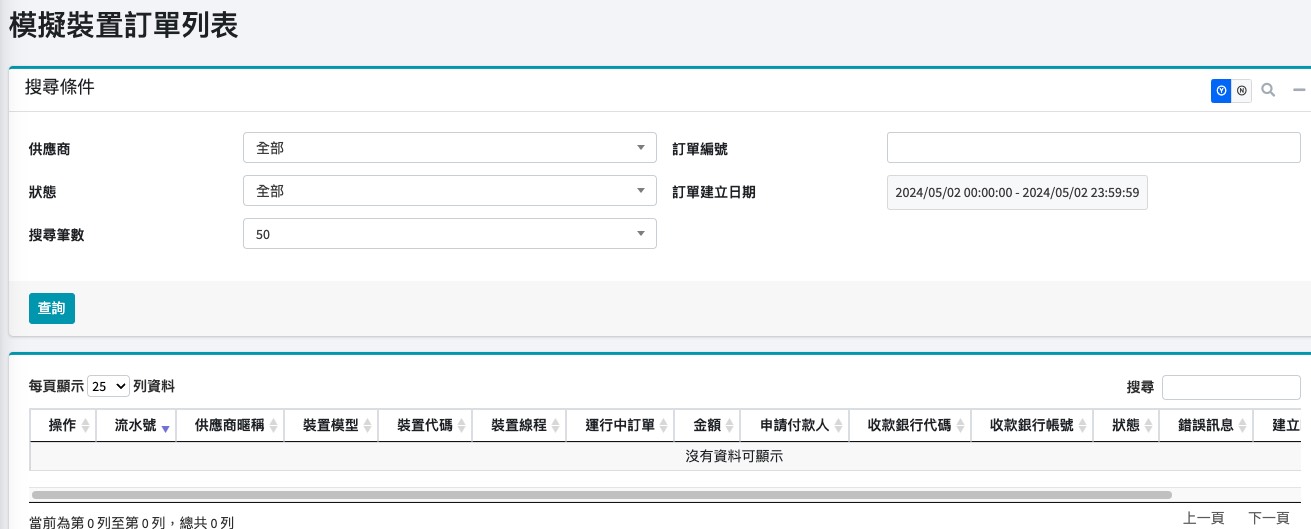 模擬裝置訂單列表
搜尋條件
Ⓨ Ⓝ
供應商 全部 訂單編號
狀態 全部 訂單建立日期 2024/05/02 00:00:00 - 2024/05/02 23:59:59
搜尋筆數 50
查詢
每頁顯示 25 列資料 搜尋
操作 流水號 供應商暱稱 裝置模型 裝置代碼 裝置線程 運行中訂單 金額 申請付款人 收款銀行代碼 收款銀行帳號 狀態 錯誤訊息 建立
沒有資料可顯示
當前為第 0 列至第 0 列，總共 0 列 上一頁 下一頁